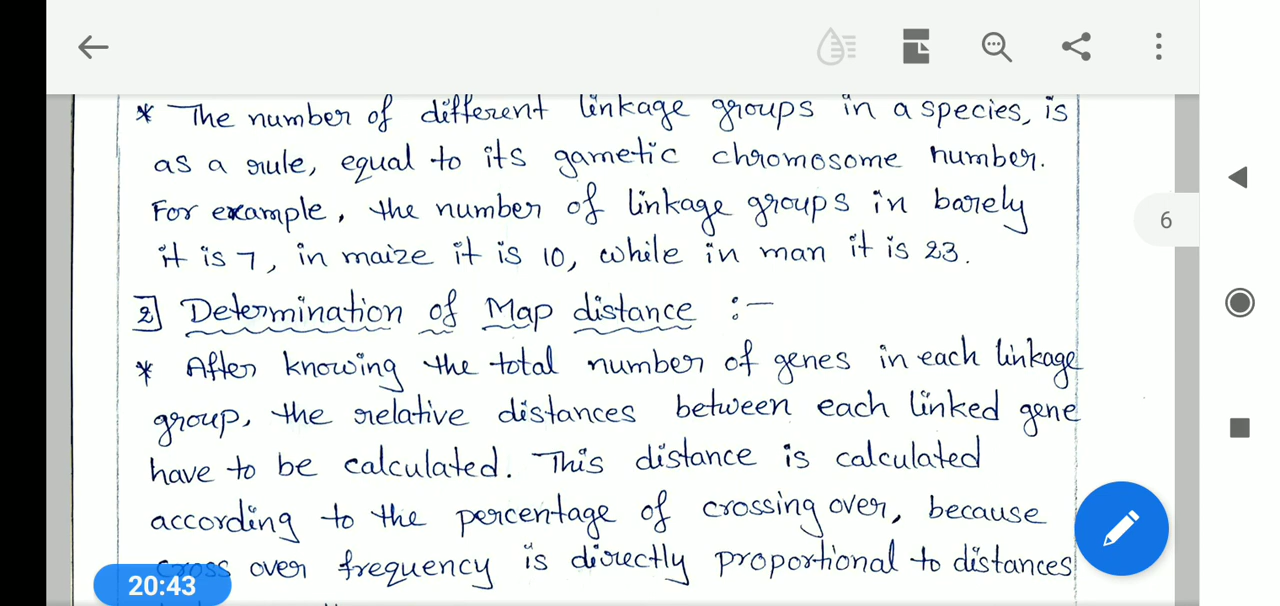 * The number of different linkage groups in a species, is
as a rule, equal to its gametic chromosome number.
For example, the number of linkage groups in barely
it is 7, in maize it is 10, while in man it is 23.
6
2] Determination of Map distance :-
* After knowing the total number of genes in each linkage
group, the relative distances between each linked gene
have to be calculated. This distance is calculated
according to the percentage of crossing over, because
cross over frequency is directly proportional to distances
20:43